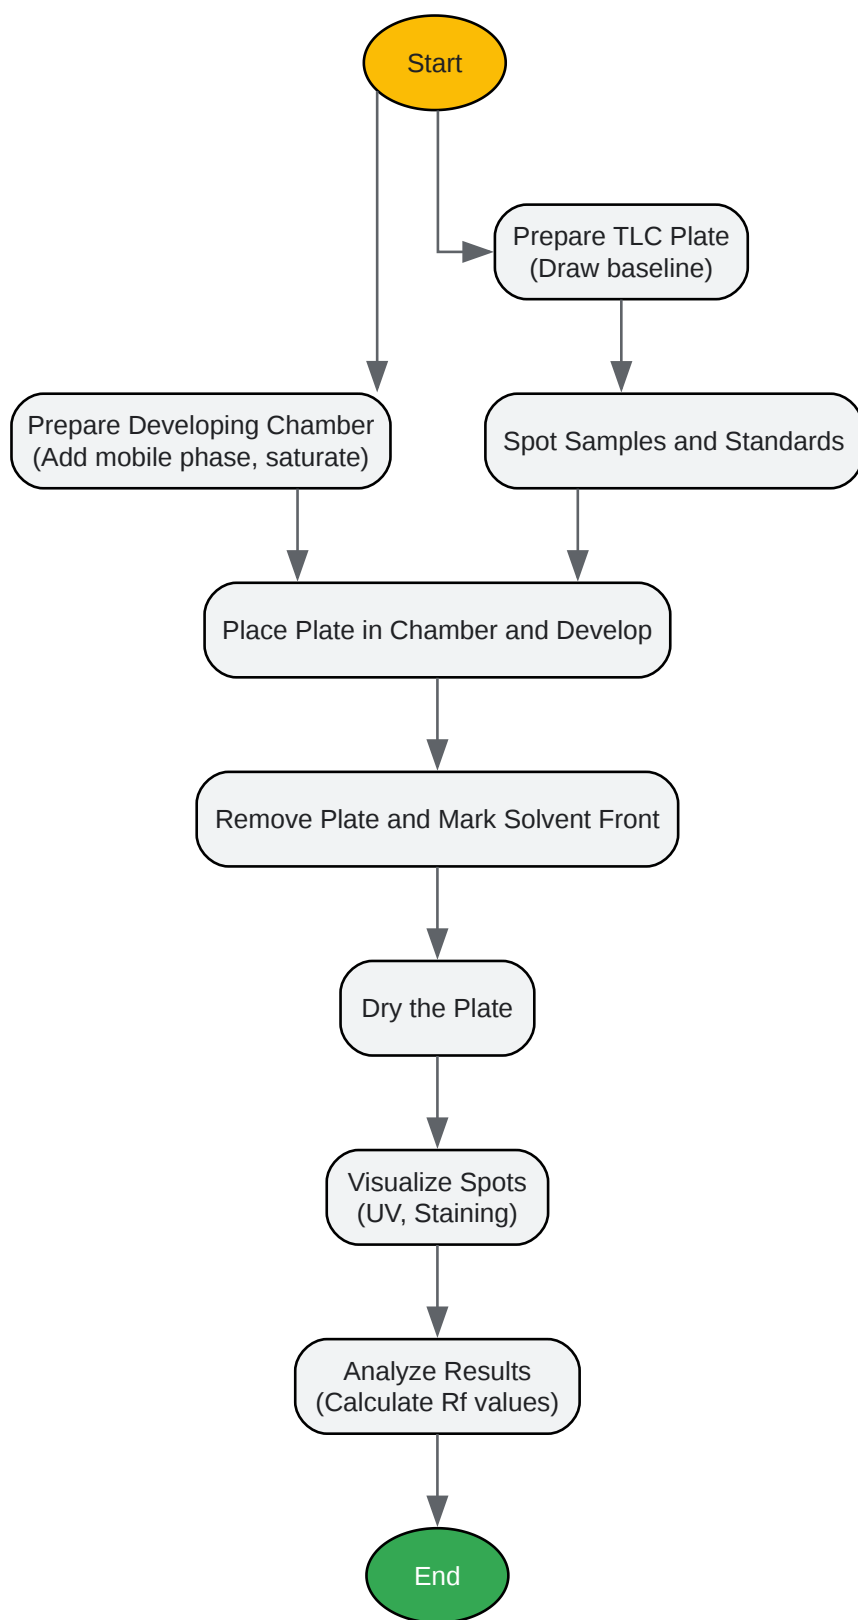 Start
Prepare TLC Plate
(Draw baseline)
Prepare Developing Chamber
(Add mobile phase, saturate)
Spot Samples and Standards
Place Plate in Chamber and Develop
Remove Plate and Mark Solvent Front
Dry the Plate
Visualize Spots
(UV, Staining)
Analyze Results
(Calculate Rf values)
End